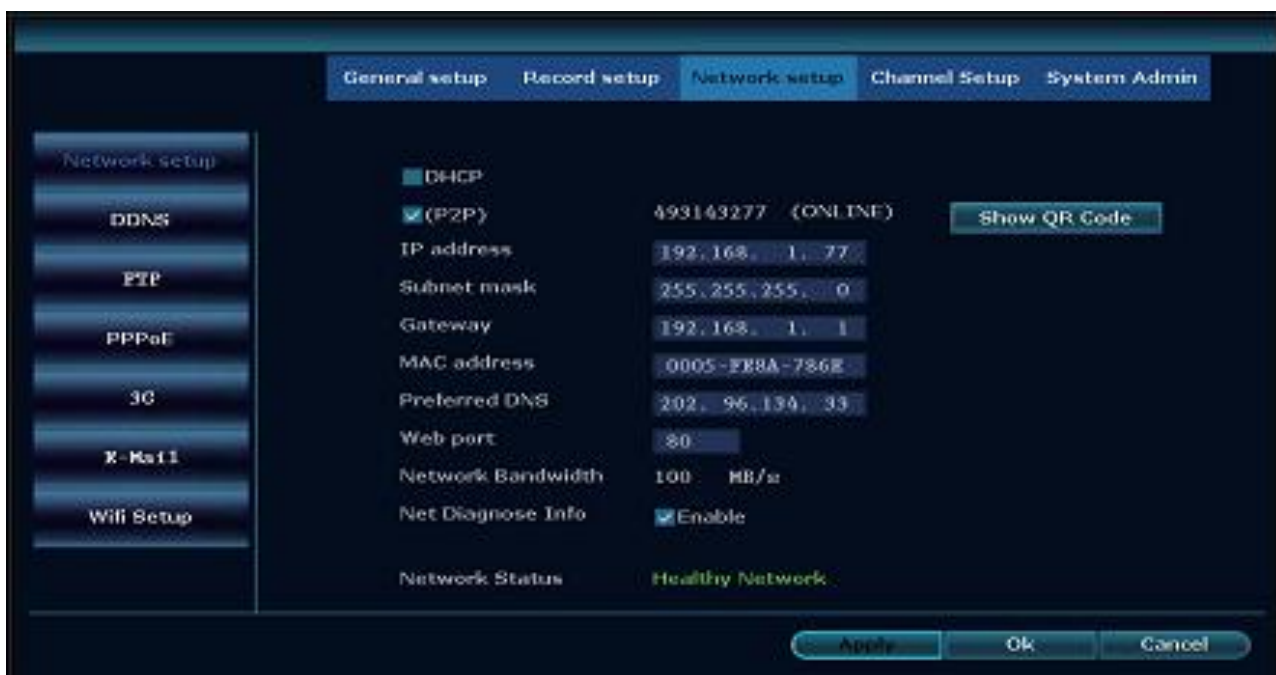 General setup Record setup Network setup Channel Setup System Admin
Network setup
DDNS
FTP
PPPoE
3G
E-Mail
Wifi Setup
DHCP
(P2P) 493143277 (ONLINE) Show QR Code
IP address 192.168. 1. 77
Subnet mask 255.255.255. 0
Gateway 192.168. 1. 1
MAC address 0005-FE8A-786E
Preferred DNS 202. 96.134. 33
Web port 80
Network Bandwidth 100 MB/s
Net Diagnose Info Enable
Network Status Healthy Network
Apply Ok Cancel